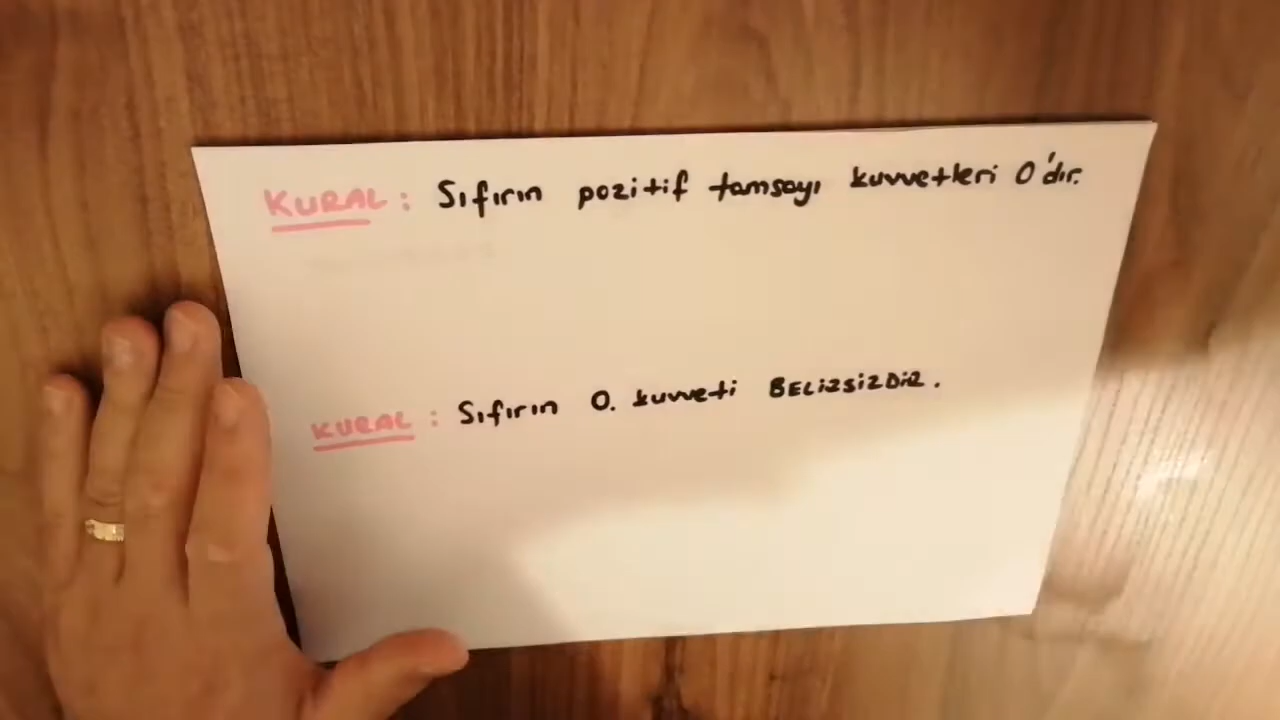 KURAL : Sıfırın pozitif tamsayı kuvvetleri 0'dır.
KURAL : Sıfırın 0. kuvveti BELİRSİZDİR.